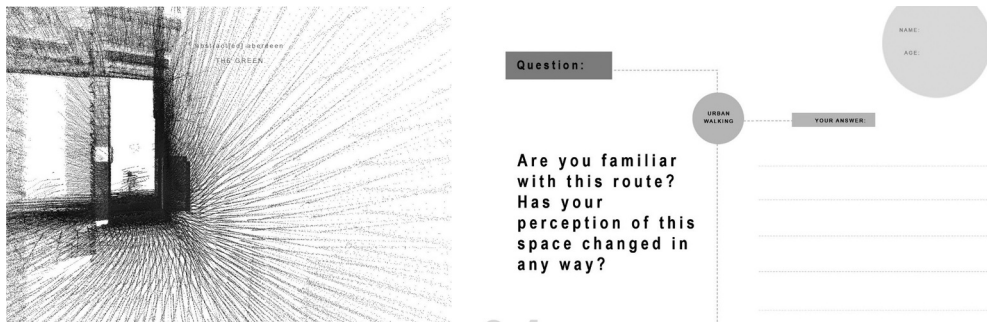 abstract[ed] aberdeen
THE GREEN
NAME:
AGE:
Question:
URBAN
WALKING
YOUR ANSWER:
Are you familiar
with this route?
Has your
perception of this
space changed in
any way?